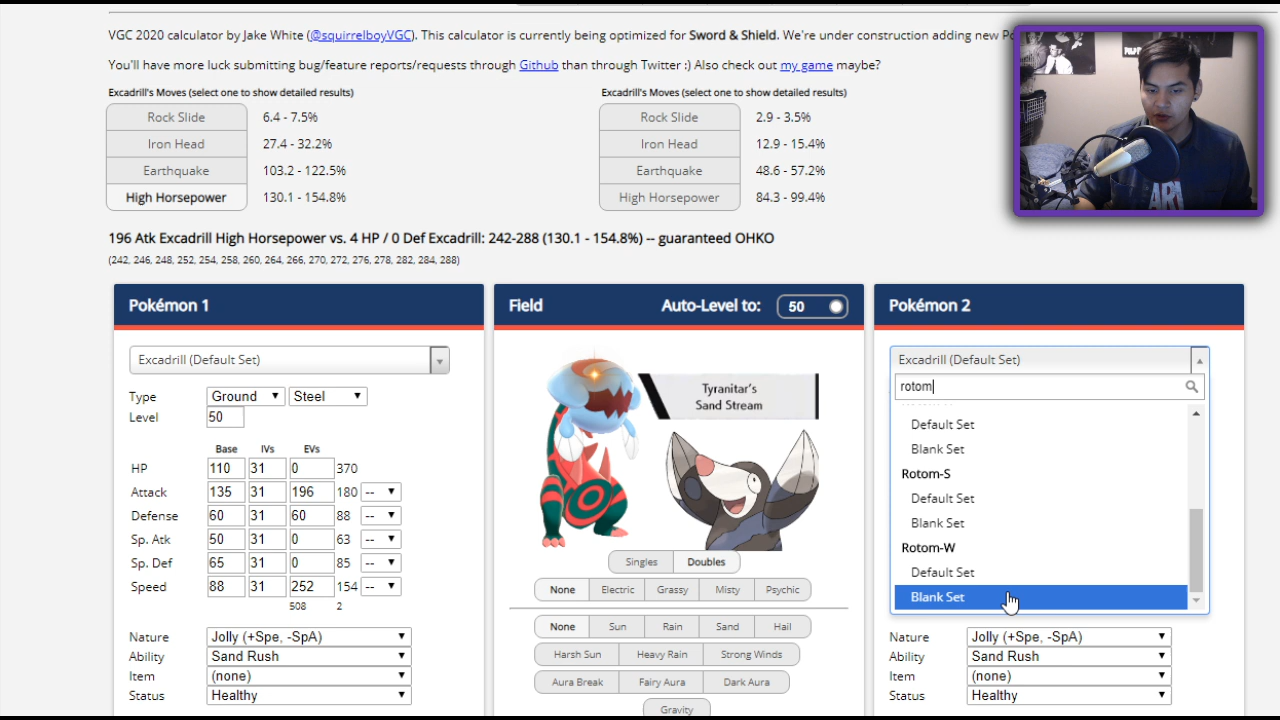 VGC 2020 calculator by Jake White (@squirrelboyVGC). This calculator is currently being optimized for Sword & Shield. We're under construction adding new
You'll have more luck submitting bug/feature reports/requests through Github than through Twitter :) Also check out my game maybe?
Excadrill's Moves (select one to show detailed results)
Rock Slide 6.4 - 7.5%
Iron Head 27.4 - 32.2%
Earthquake 103.2 - 122.5%
High Horsepower 130.1 - 154.8%
Excadrill's Moves (select one to show detailed results)
Rock Slide 2.9 - 3.5%
Iron Head 12.9 - 15.4%
Earthquake 48.6 - 57.2%
High Horsepower 84.3 - 99.4%
196 Atk Excadrill High Horsepower vs. 4 HP / 0 Def Excadrill: 242-288 (130.1 - 154.8%) -- guaranteed OHKO
(242, 246, 248, 252, 254, 258, 260, 264, 266, 270, 272, 276, 278, 282, 284, 288)
Pokémon 1
Excadrill (Default Set)
Type Ground Steel
Level 50
Base IVs EVs
HP 110 31 0 370
Attack 135 31 196 180 --
Defense 60 31 60 88 --
Sp. Atk 50 31 0 63 --
Sp. Def 65 31 0 85 --
Speed 88 31 252 154 --
508 2
Nature Jolly (+Spe, -SpA)
Ability Sand Rush
Item (none)
Status Healthy
Field Auto-Level to: 50
Tyranitar's
Sand Stream
Singles Doubles
None Electric Grassy Misty Psychic
None Sun Rain Sand Hail
Harsh Sun Heavy Rain Strong Winds
Aura Break Fairy Aura Dark Aura
Gravity
Pokémon 2
Excadrill (Default Set)
rotom
Default Set
Blank Set
Rotom-S
Default Set
Blank Set
Rotom-W
Default Set
Blank Set
Nature Jolly (+Spe, -SpA)
Ability Sand Rush
Item (none)
Status Healthy